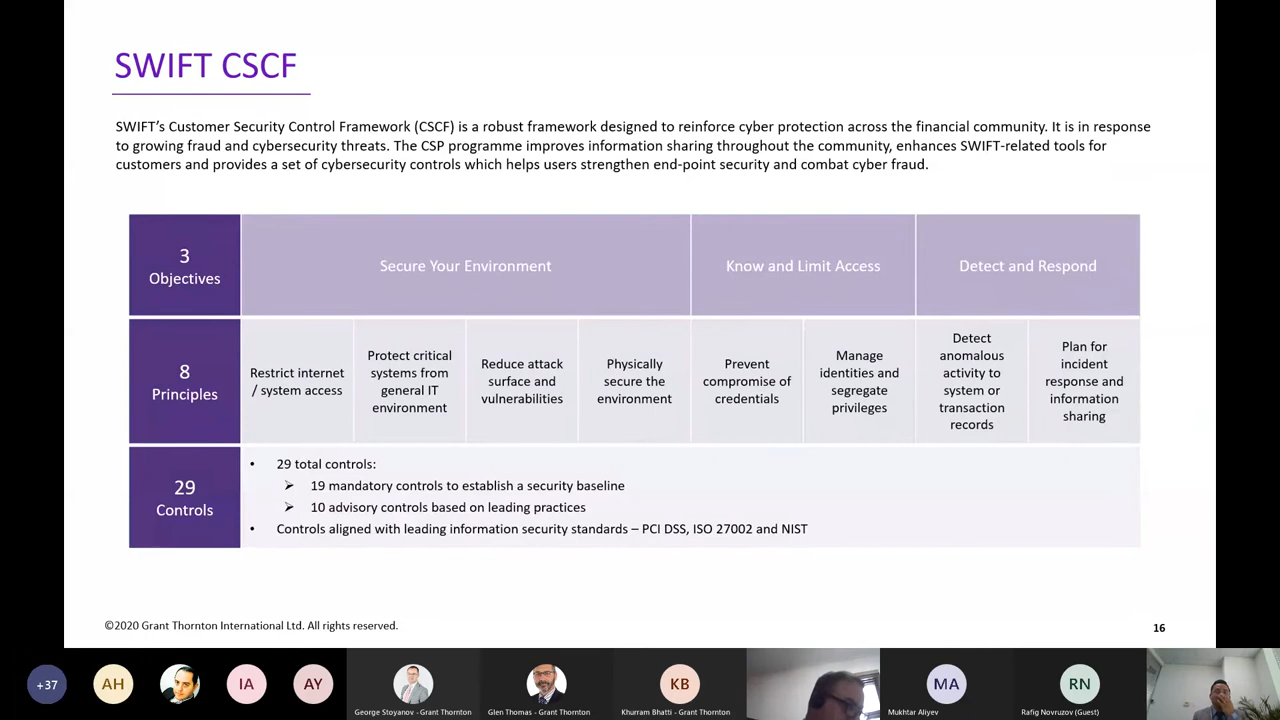 SWIFT CSCF
SWIFT’s Customer Security Control Framework (CSCF) is a robust framework designed to reinforce cyber protection across the financial community. It is in response
to growing fraud and cybersecurity threats. The CSP programme improves information sharing throughout the community, enhances SWIFT-related tools for
customers and provides a set of cybersecurity controls which helps users strengthen end-point security and combat cyber fraud.
3
Objectives
Secure Your Environment
Know and Limit Access
Detect and Respond
8
Principles
Restrict internet
/ system access
Protect critical
systems from
general IT
environment
Reduce attack
surface and
vulnerabilities
Physically
secure the
environment
Prevent
compromise of
credentials
Manage
identities and
segregate
privileges
Detect
anomalous
activity to
system or
transaction
records
Plan for
incident
response and
information
sharing
29
Controls
• 29 total controls:
➢ 19 mandatory controls to establish a security baseline
➢ 10 advisory controls based on leading practices
• Controls aligned with leading information security standards – PCI DSS, ISO 27002 and NIST
©2020 Grant Thornton International Ltd. All rights reserved.
16
+37
AH
IA
AY
George Stoyanov - Grant Thornton
Glen Thomas - Grant Thornton
KB
Khurram Bhatti - Grant Thornton
MA
Mukhtar Aliyev
RN
Rafig Novruzov (Guest)